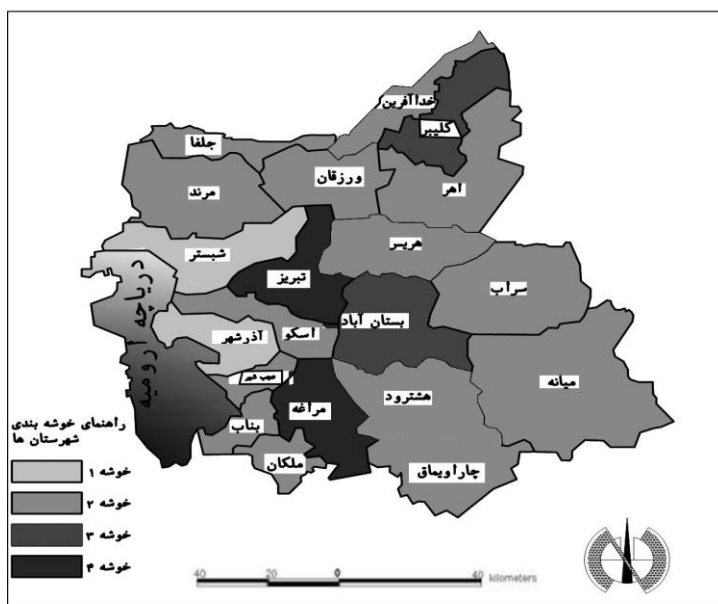 خداآفرین
کلیبر
جلفا
ورزقان
اهر
مرند
هریس
شبستر
تبریز
سراب
دریاچه ارومیه
بستان آباد
اسکو
آذرشهر
میانه
عجب شیر
هشترود
مراغه
بناب
ملکان
چاراویماق
راهنمای خوشه بندی
شهرستان ها
خوشه ۱
خوشه ۲
خوشه ۳
خوشه ۴
40 20 0 40 kilometers